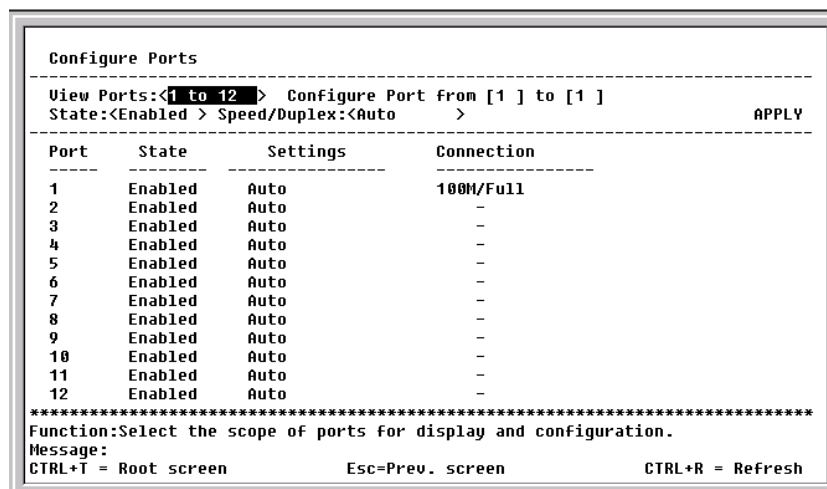 Configure Ports
--------------------------------------------------------------------------------
View Ports:<1 to 12  >  Configure Port from [1 ] to [1 ]
State:<Enabled > Speed/Duplex:<Auto        > APPLY
--------------------------------------------------------------------------------
Port State Settings Connection
----- -------- ---------------- ----------------
1 Enabled Auto 100M/Full
2 Enabled Auto -
3 Enabled Auto -
4 Enabled Auto -
5 Enabled Auto -
6 Enabled Auto -
7 Enabled Auto -
8 Enabled Auto -
9 Enabled Auto -
10 Enabled Auto -
11 Enabled Auto -
12 Enabled Auto -
********************************************************************************
Function:Select the scope of ports for display and configuration.
Message:
CTRL+T = Root screen Esc=Prev. screen CTRL+R = Refresh